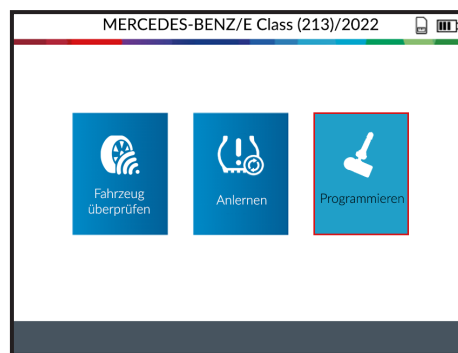 MERCEDES-BENZ/E Class (213)/2022
Fahrzeug
überprüfen
Anlernen
Programmieren